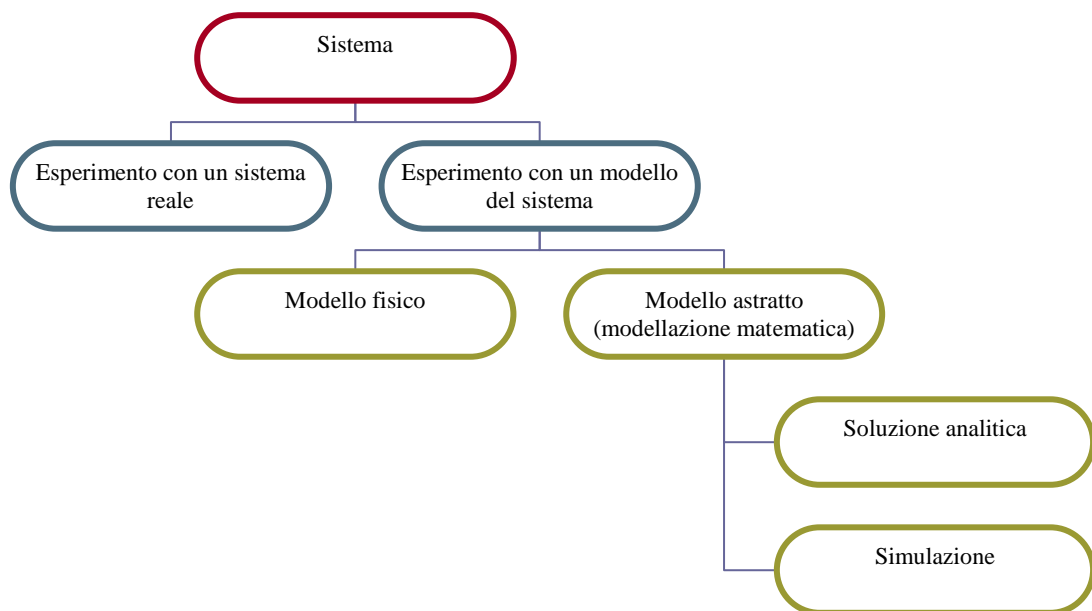 Sistema
Esperimento con un sistema
reale
Esperimento con un modello
del sistema
Modello fisico
Modello astratto
(modellazione matematica)
Soluzione analitica
Simulazione